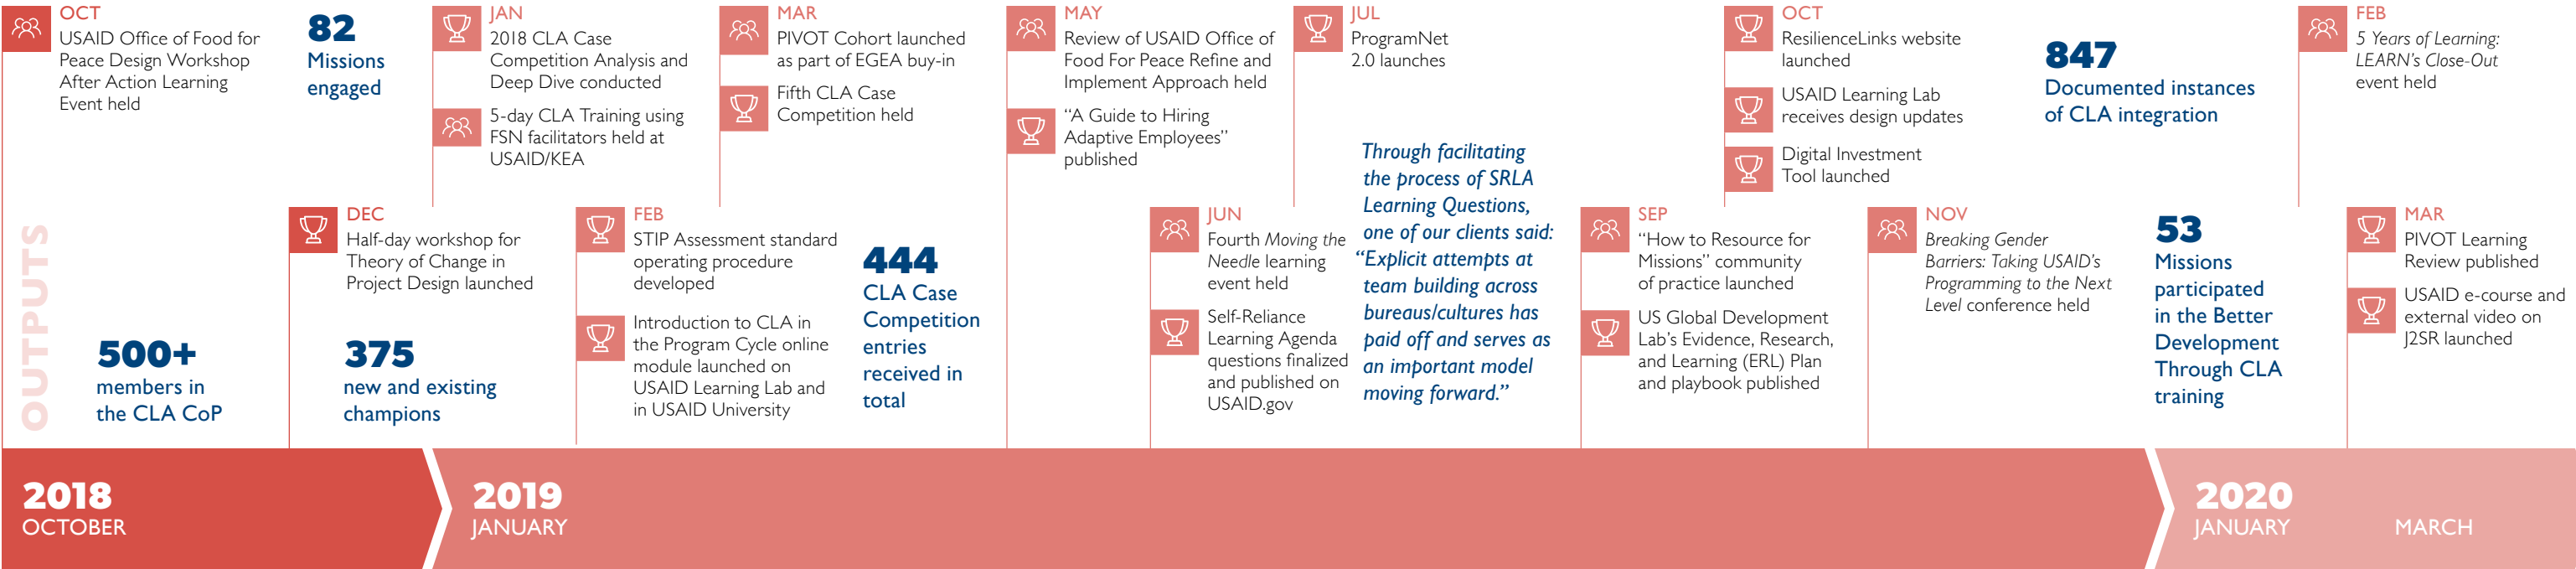 OUTPUTS
OCT
USAID Office of Food for
Peace Design Workshop
After Action Learning
Event held
82
Missions
engaged
500+
members in
the CLA CoP
DEC
Half-day workshop for
Theory of Change in
Project Design launched
375
new and existing
champions
JAN
2018 CLA Case
Competition Analysis and
Deep Dive conducted
5-day CLA Training using
FSN facilitators held at
USAID/KEA
FEB
STIP Assessment standard
operating procedure
developed
Introduction to CLA in
the Program Cycle online
module launched on
USAID Learning Lab and
in USAID University
MAR
PIVOT Cohort launched
as part of EGEA buy-in
Fifth CLA Case
Competition held
444
CLA Case
Competition
entries
received in
total
MAY
Review of USAID Office of
Food For Peace Refine and
Implement Approach held
“A Guide to Hiring
Adaptive Employees”
published
JUN
Fourth Moving the
Needle learning
event held
Self-Reliance
Learning Agenda
questions finalized
and published on
USAID.gov
JUL
ProgramNet
2.0 launches
Through facilitating
the process of SRLA
Learning Questions,
one of our clients said:
“Explicit attempts at
team building across
bureaus/cultures has
paid off and serves as
an important model
moving forward.”
SEP
“How to Resource for
Missions” community
of practice launched
US Global Development
Lab’s Evidence, Research,
and Learning (ERL) Plan
and playbook published
OCT
ResilienceLinks website
launched
USAID Learning Lab
receives design updates
Digital Investment
Tool launched
NOV
Breaking Gender
Barriers: Taking USAID’s
Programming to the Next
Level conference held
847
Documented instances
of CLA integration
53
Missions
participated
in the Better
Development
Through CLA
training
FEB
5 Years of Learning:
LEARN’s Close-Out
event held
MAR
PIVOT Learning
Review published
USAID e-course and
external video on
J2SR launched
2018
OCTOBER
2019
JANUARY
2020
JANUARY
MARCH